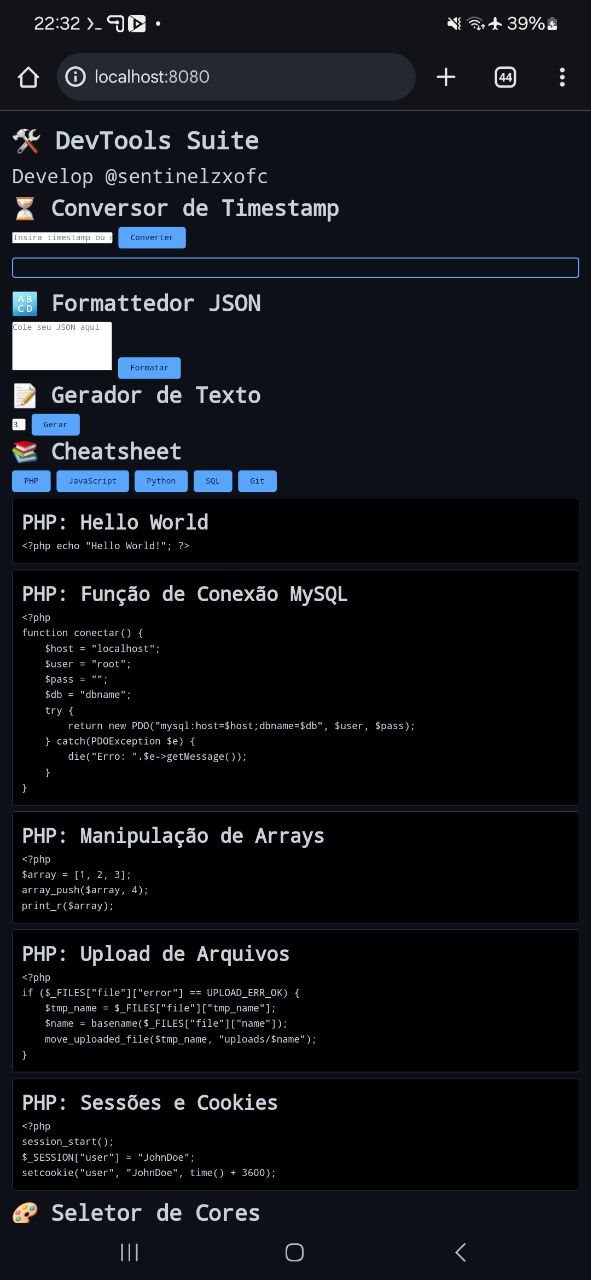 22:32
39%
localhost:8080
44
DevTools Suite
Develop @sentinelzxofc
Conversor de Timestamp
Insira timestamp ou
Converter
ABCD
Formattedor JSON
Cole seu JSON aqui
Formatar
Gerador de Texto
3
Gerar
Cheatsheet
PHP JavaScript Python SQL Git
PHP: Hello World
<?php echo "Hello World!"; ?>
PHP: Função de Conexão MySQL
<?php
function conectar() {
    $host = "localhost";
    $user = "root";
    $pass = "";
    $db = "dbname";
    try {
        return new PDO("mysql:host=$host;dbname=$db", $user, $pass);
    } catch(PDOException $e) {
        die("Erro: ".$e->getMessage());
    }
}
PHP: Manipulação de Arrays
<?php
$array = [1, 2, 3];
array_push($array, 4);
print_r($array);
PHP: Upload de Arquivos
<?php
if ($_FILES["file"]["error"] == UPLOAD_ERR_OK) {
    $tmp_name = $_FILES["file"]["tmp_name"];
    $name = basename($_FILES["file"]["name"]);
    move_uploaded_file($tmp_name, "uploads/$name");
}
PHP: Sessões e Cookies
<?php
session_start();
$_SESSION["user"] = "JohnDoe";
setcookie("user", "JohnDoe", time() + 3600);
Seletor de Cores